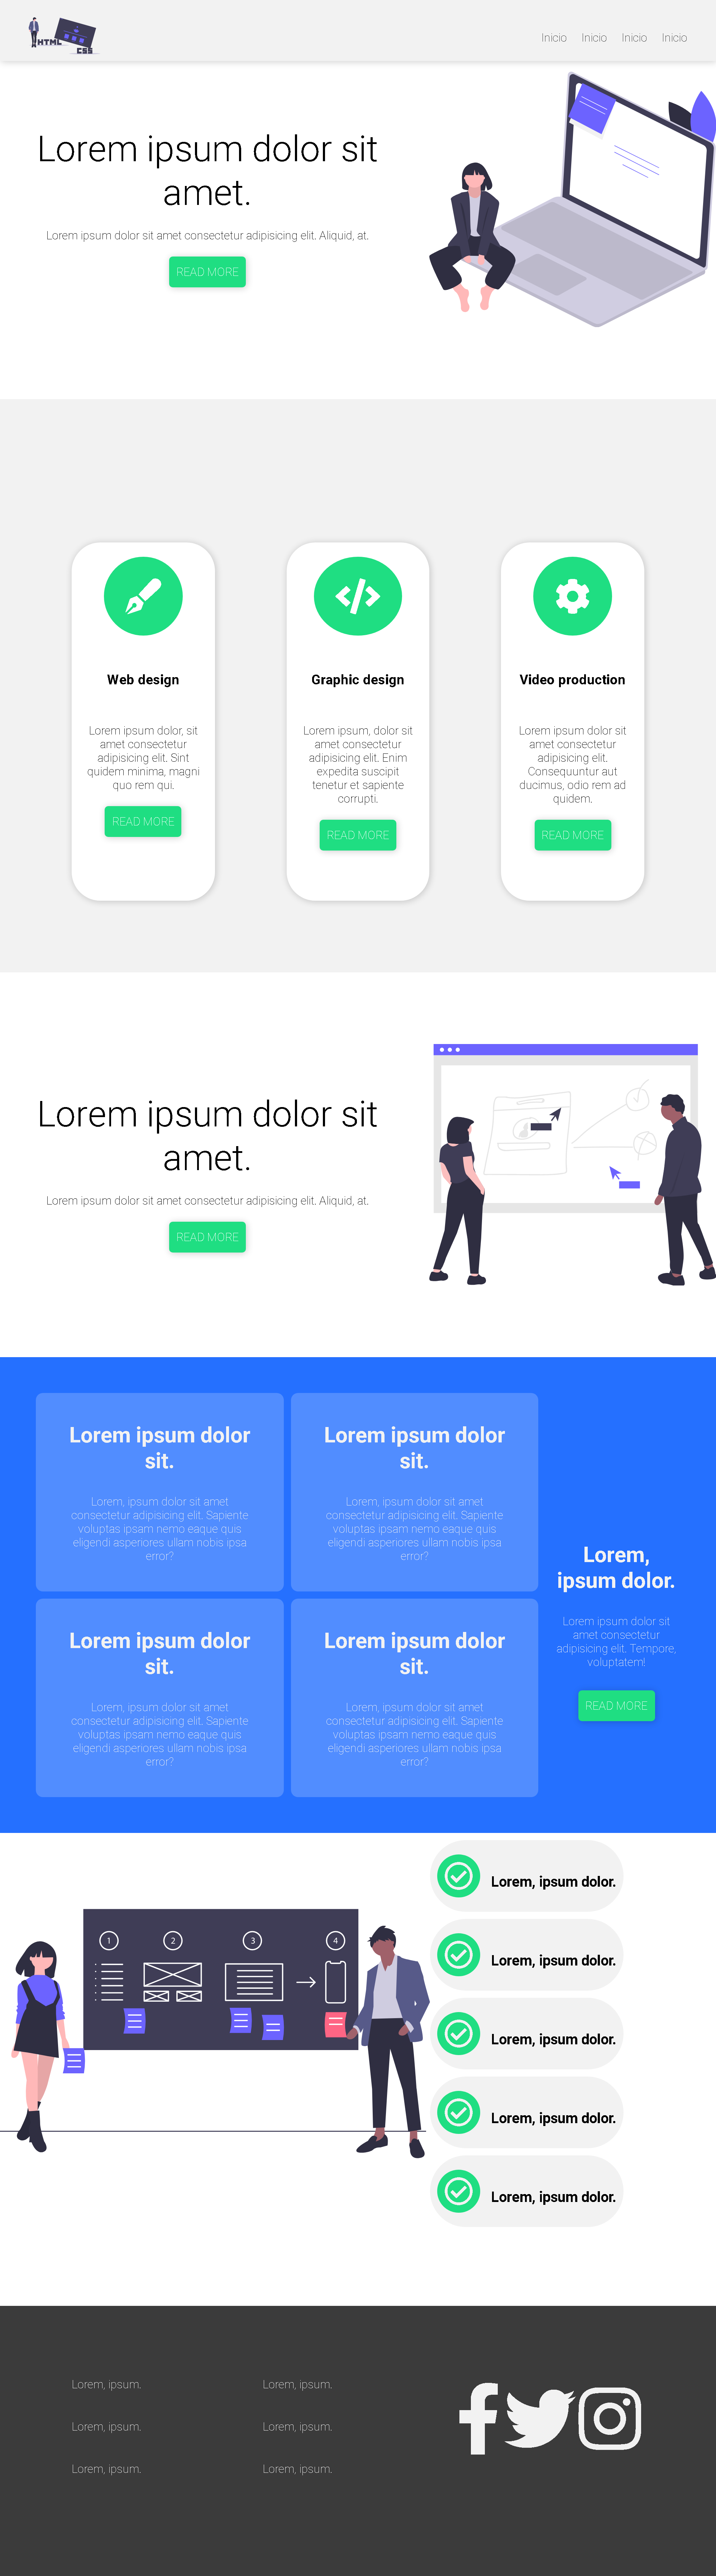 HTML
CSS
Inicio Inicio Inicio Inicio
Lorem ipsum dolor sit
amet.
Lorem ipsum dolor sit amet consectetur adipisicing elit. Aliquid, at.
READ MORE
Web design
Lorem ipsum dolor, sit
amet consectetur
adipisicing elit. Sint
quidem minima, magni
quo rem qui.
READ MORE
Graphic design
Lorem ipsum, dolor sit
amet consectetur
adipisicing elit. Enim
expedita suscipit
tenetur et sapiente
corrupti.
READ MORE
Video production
Lorem ipsum dolor sit
amet consectetur
adipisicing elit.
Consequuntur aut
ducimus, odio rem ad
quidem.
READ MORE
Lorem ipsum dolor sit
amet.
Lorem ipsum dolor sit amet consectetur adipisicing elit. Aliquid, at.
READ MORE
Lorem ipsum dolor
sit.
Lorem, ipsum dolor sit amet
consectetur adipisicing elit. Sapiente
voluptas ipsam nemo eaque quis
eligendi asperiores ullam nobis ipsa
error?
Lorem ipsum dolor
sit.
Lorem, ipsum dolor sit amet
consectetur adipisicing elit. Sapiente
voluptas ipsam nemo eaque quis
eligendi asperiores ullam nobis ipsa
error?
Lorem ipsum dolor
sit.
Lorem, ipsum dolor sit amet
consectetur adipisicing elit. Sapiente
voluptas ipsam nemo eaque quis
eligendi asperiores ullam nobis ipsa
error?
Lorem ipsum dolor
sit.
Lorem, ipsum dolor sit amet
consectetur adipisicing elit. Sapiente
voluptas ipsam nemo eaque quis
eligendi asperiores ullam nobis ipsa
error?
Lorem,
ipsum dolor.
Lorem ipsum dolor sit
amet consectetur
adipisicing elit. Tempore,
voluptatem!
READ MORE
1 2 3 4
Lorem, ipsum dolor.
Lorem, ipsum dolor.
Lorem, ipsum dolor.
Lorem, ipsum dolor.
Lorem, ipsum dolor.
Lorem, ipsum.
Lorem, ipsum.
Lorem, ipsum.
Lorem, ipsum.
Lorem, ipsum.
Lorem, ipsum.